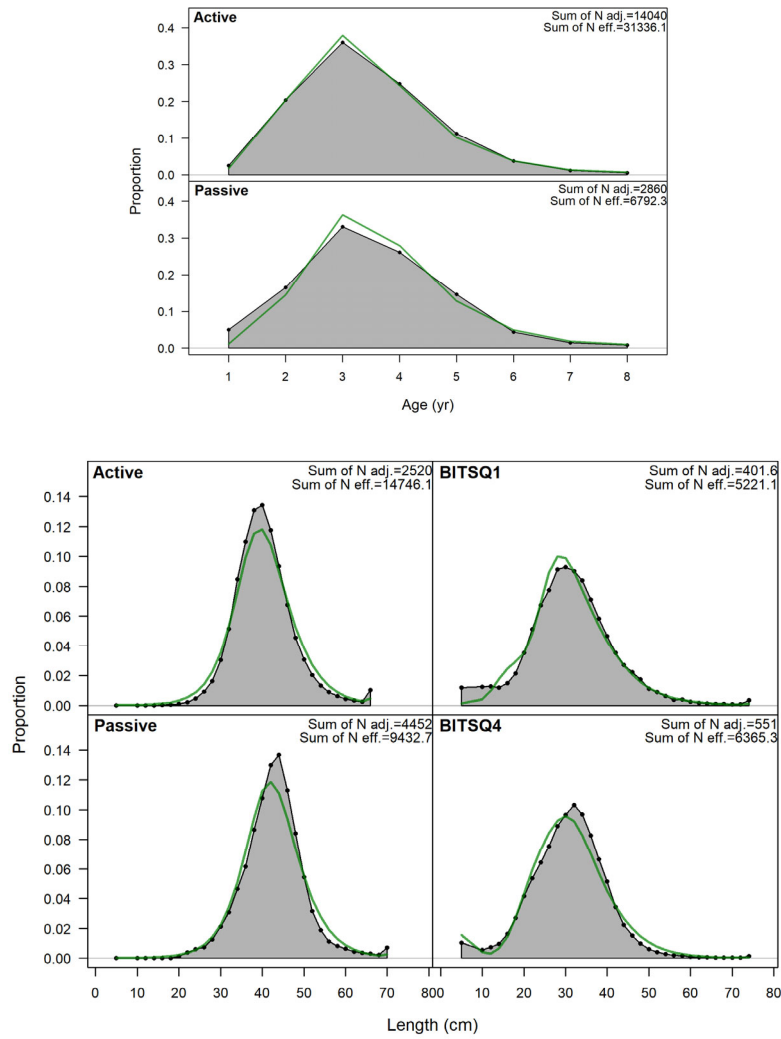 Active
Sum of N adj.=14040
Sum of N eff.=31336.1
0.4
0.3
0.2
0.1
0.0
Passive
Sum of N adj.=2860
Sum of N eff.=6792.3
0.4
0.3
0.2
0.1
0.0
Proportion
1 2 3 4 5 6 7 8
Age (yr)
Active
Sum of N adj.=2520
Sum of N eff.=14746.1
BITSQ1
Sum of N adj.=401.6
Sum of N eff.=5221.1
0.14
0.12
0.10
0.08
0.06
0.04
0.02
0.00
Passive
Sum of N adj.=4452
Sum of N eff.=9432.7
BITSQ4
Sum of N adj.=551
Sum of N eff.=6365.3
0.14
0.12
0.10
0.08
0.06
0.04
0.02
0.00
Proportion
0 10 20 30 40 50 60 70 800 10 20 30 40 50 60 70 80
Length (cm)